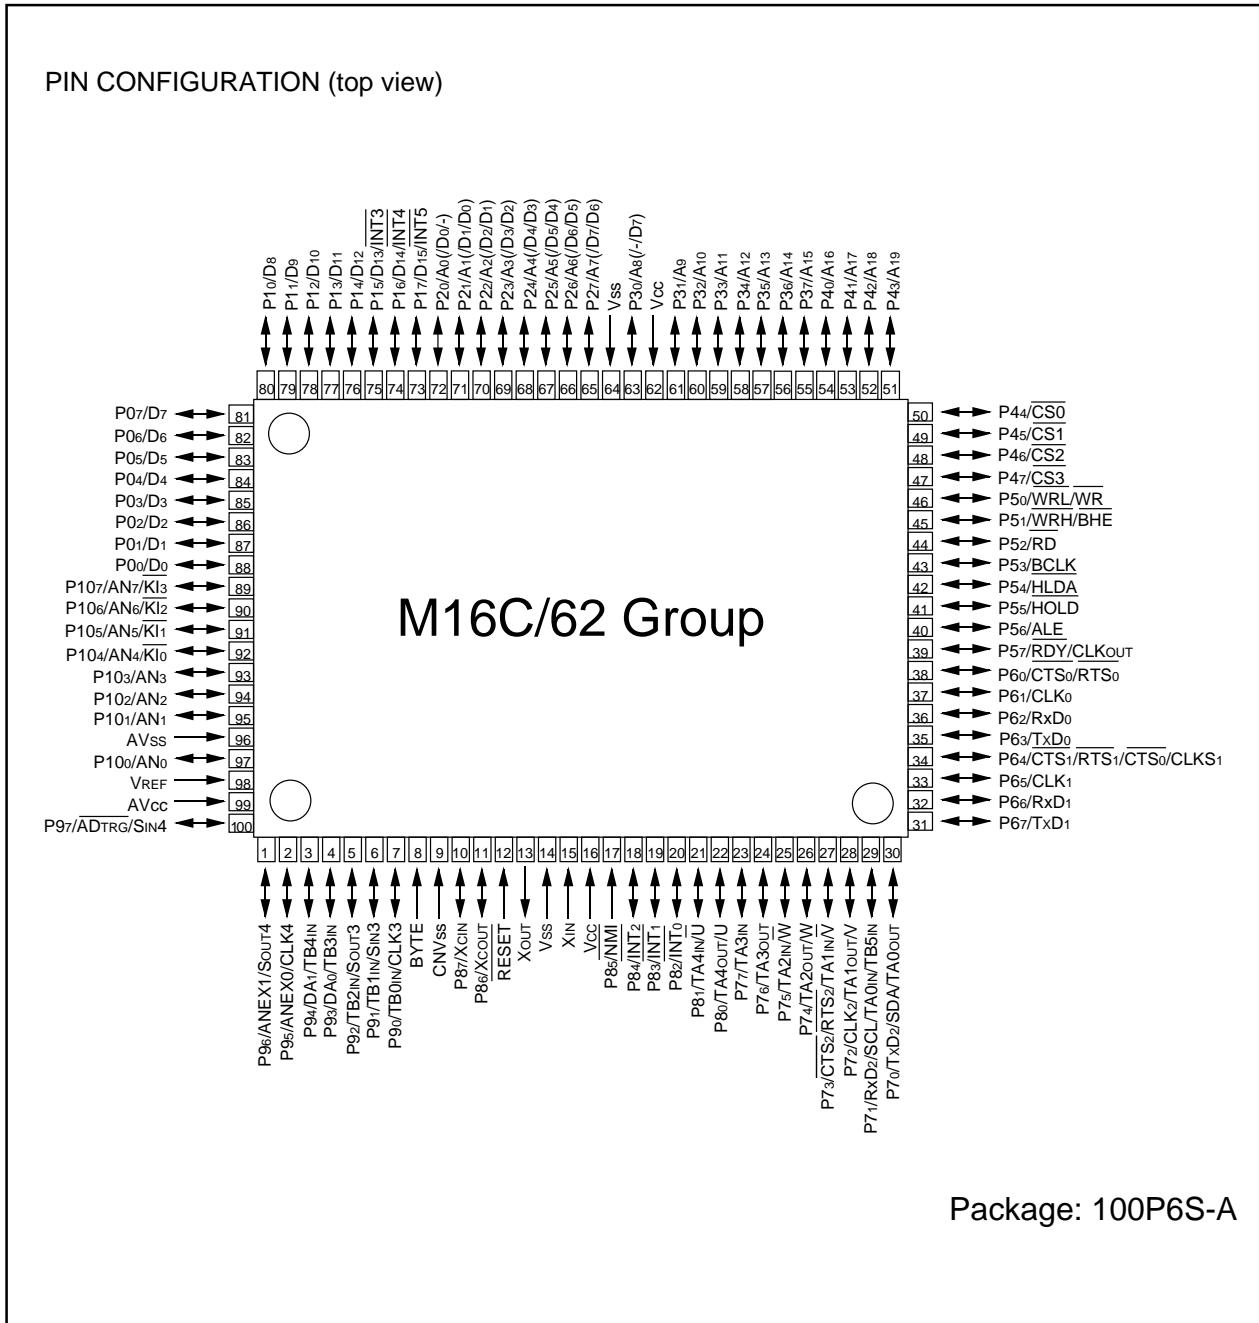 PIN CONFIGURATION (top view)
P10/D8
P11/D9
P12/D10
P13/D11
P14/D12
P15/D13/INT3
P16/D14/INT4
P17/D15/INT5
P20/A0(/D0/-)
P21/A1(/D1/D0)
P22/A2(/D2/D1)
P23/A3(/D3/D2)
P24/A4(/D4/D3)
P25/A5(/D5/D4)
P26/A6(/D6/D5)
P27/A7(/D7/D6)
Vss
P30/A8(/-/D7)
Vcc
P31/A9
P32/A10
P33/A11
P34/A12
P35/A13
P36/A14
P37/A15
P40/A16
P41/A17
P42/A18
P43/A19
80 79 78 77 76 75 74 73 72 71 70 69 68 67 66 65 64 63 62 61 60 59 58 57 56 55 54 53 52 51
P07/D7 81
P06/D6 82
P05/D5 83
P04/D4 84
P03/D3 85
P02/D2 86
P01/D1 87
P00/D0 88
P107/AN7/KI3 89
P106/AN6/KI2 90
P105/AN5/KI1 91
P104/AN4/KI0 92
P103/AN3 93
P102/AN2 94
P101/AN1 95
AVSS 96
P100/AN0 97
VREF 98
AVcc 99
P97/ADTRG/SIN4 100
M16C/62 Group
50 P44/CS0
49 P45/CS1
48 P46/CS2
47 P47/CS3
46 P50/WRL/WR
45 P51/WRH/BHE
44 P52/RD
43 P53/BCLK
42 P54/HLDA
41 P55/HOLD
40 P56/ALE
39 P57/RDY/CLKOUT
38 P60/CTS0/RTS0
37 P61/CLK0
36 P62/RxD0
35 P63/TxD0
34 P64/CTS1/RTS1/CTS0/CLKS1
33 P65/CLK1
32 P66/RxD1
31 P67/TxD1
1 2 3 4 5 6 7 8 9 10 11 12 13 14 15 16 17 18 19 20 21 22 23 24 25 26 27 28 29 30
P96/ANEX1/SOUT4
P95/ANEX0/CLK4
P94/DA1/TB4IN
P93/DA0/TB3IN
P92/TB2IN/SOUT3
P91/TB1IN/SIN3
P90/TB0IN/CLK3
BYTE
CNVss
P87/XCIN
P86/XCOUT
RESET
XOUT
VSS
XIN
VCC
P85/NMI
P84/INT2
P83/INT1
P82/INT0
P81/TA4IN/U
P80/TA4OUT/U
P77/TA3IN
P76/TA3OUT
P75/TA2IN/W
P74/TA2OUT/W
P73/CTS2/RTS2/TA1IN/V
P72/CLK2/TA1OUT/V
P71/RxD2/SCL/TA0IN/TB5IN
P70/TxD2/SDA/TA0OUT
Package: 100P6S-A